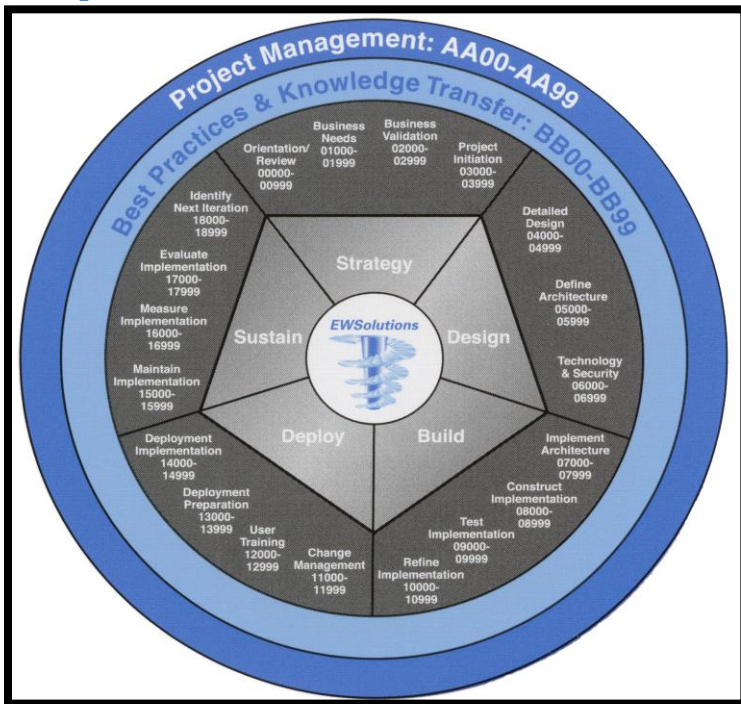 Project Management: AA00-AA99
Best Practices & Knowledge Transfer: BB00-BB99
Orientation/
Review
00000-
00999
Business
Needs
01000-
01999
Business
Validation
02000-
02999
Project
Initiation
03000-
03999
Detailed
Design
04000-
04999
Define
Architecture
05000-
05999
Technology
& Security
06000-
06999
Implement
Architecture
07000-
07999
Construct
Implementation
08000-
08999
Test
Implementation
09000-
09999
Refine
Implementation
10000-
10999
Change
Management
11000-
11999
User
Training
12000-
12999
Deployment
Preparation
13000-
13999
Deployment
Implementation
14000-
14999
Maintain
Implementation
15000-
15999
Measure
Implementation
16000-
16999
Evaluate
Implementation
17000-
17999
Identify
Next Iteration
18000-
18999
Strategy
Design
Build
Deploy
Sustain
EWSolutions